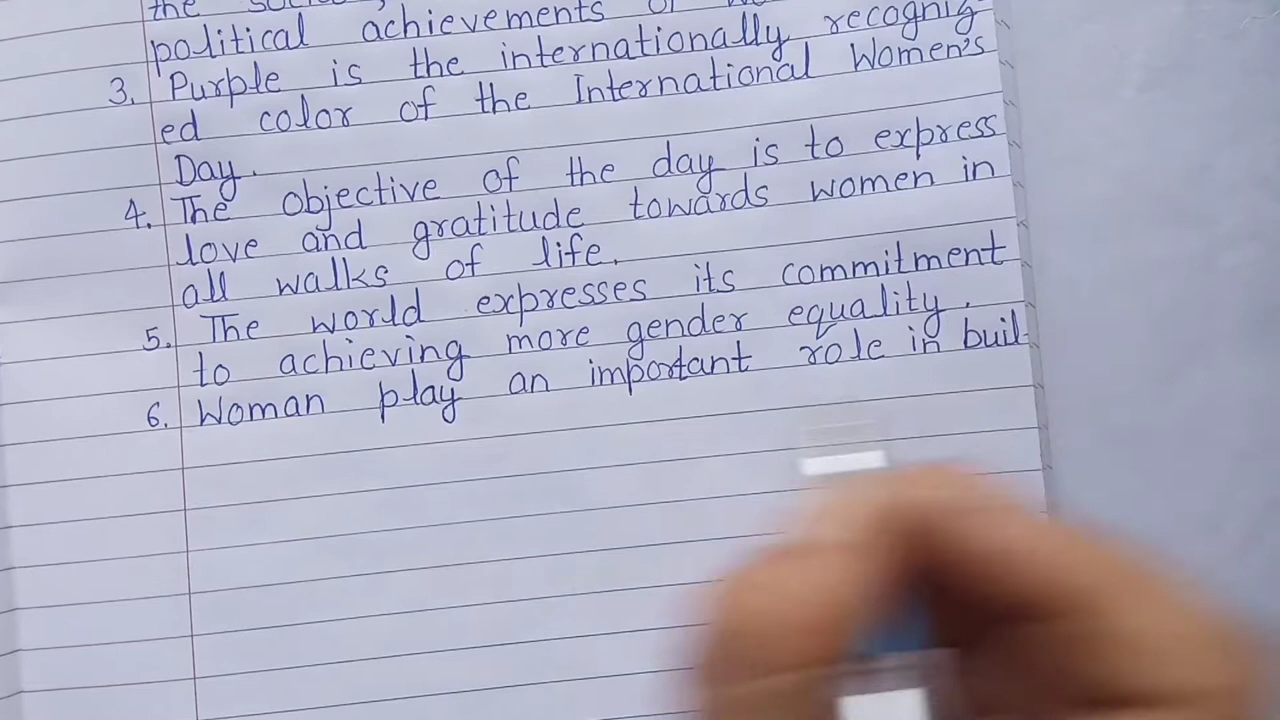 the
political achievements
3. Purple is the internationally recogniz
ed color of the International Women's
Day.
4. The objective of the day is to express
love and gratitude towards women in
all walks of life.
5. The world expresses its commitment
to achieving more gender equality.
6. Woman play an important role in buil-